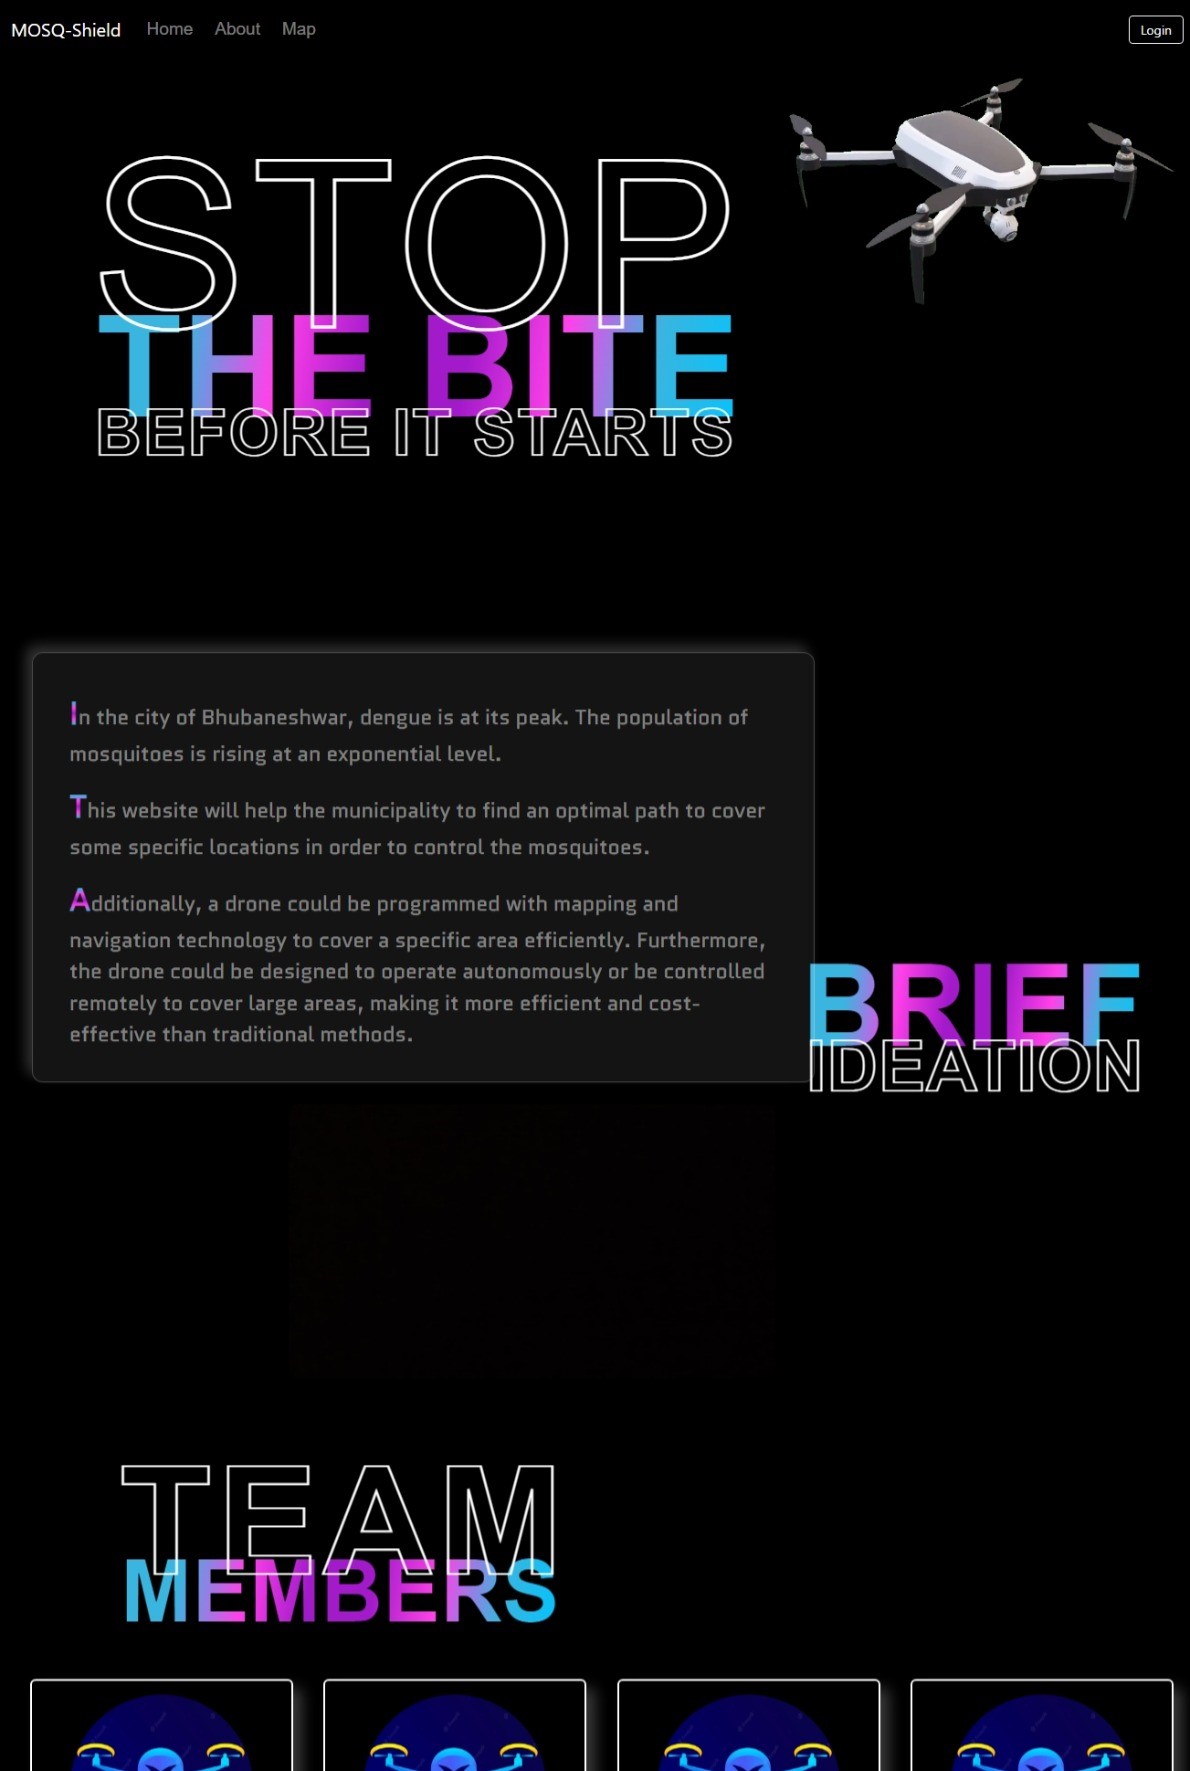 MOSQ-Shield Home About Map Login
STOP
THE BITE
BEFORE IT STARTS
In the city of Bhubaneshwar, dengue is at its peak. The population of
mosquitoes is rising at an exponential level.
This website will help the municipality to find an optimal path to cover
some specific locations in order to control the mosquitoes.
Additionally, a drone could be programmed with mapping and
navigation technology to cover a specific area efficiently. Furthermore,
the drone could be designed to operate autonomously or be controlled
remotely to cover large areas, making it more efficient and cost-
effective than traditional methods.
BRIEF
IDEATION
TEAM
MEMBERS